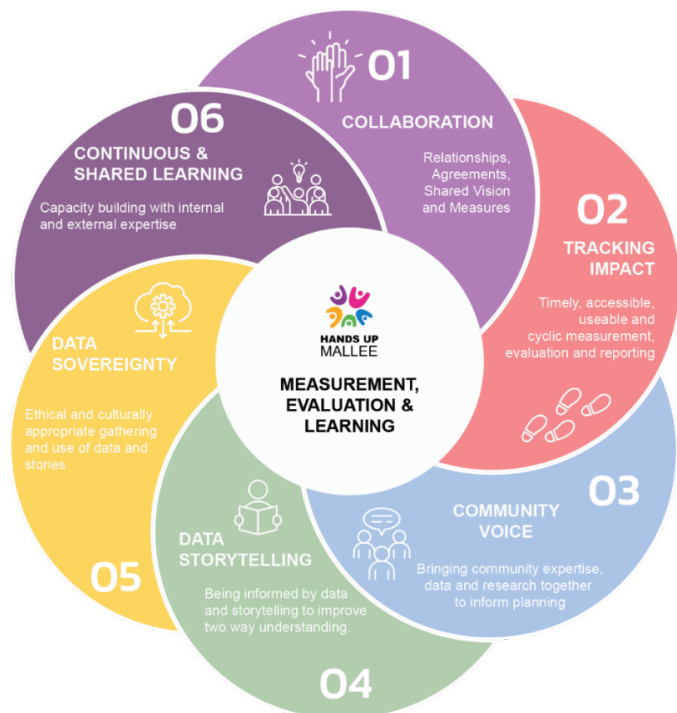 01
COLLABORATION
Relationships,
Agreements,
Shared Vision
and Measures
02
TRACKING
IMPACT
Timely, accessible,
useable and
cyclic measurement,
evaluation and reporting
03
COMMUNITY
VOICE
Bringing community expertise,
data and research together
to inform planning
04
DATA
STORYTELLING
Being informed by data
and storytelling to improve
two way understanding.
05
DATA
SOVEREIGNTY
Ethical and culturally
appropriate gathering
and use of data and
stories
06
CONTINUOUS &
SHARED LEARNING
Capacity building with internal
and external expertise
HANDS UP
MALLEE
MEASUREMENT,
EVALUATION &
LEARNING